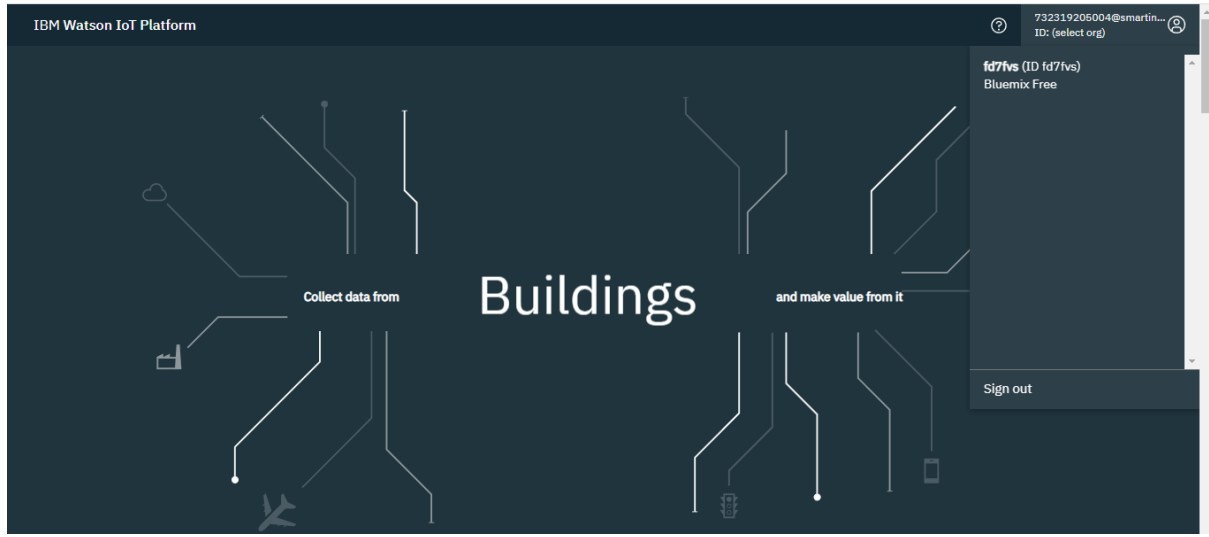 IBM Watson IoT Platform
732319205004@smartin...
ID: (select org)
fd7fvs (ID fd7fvs)
Bluemix Free
Collect data from Buildings and make value from it
Sign out